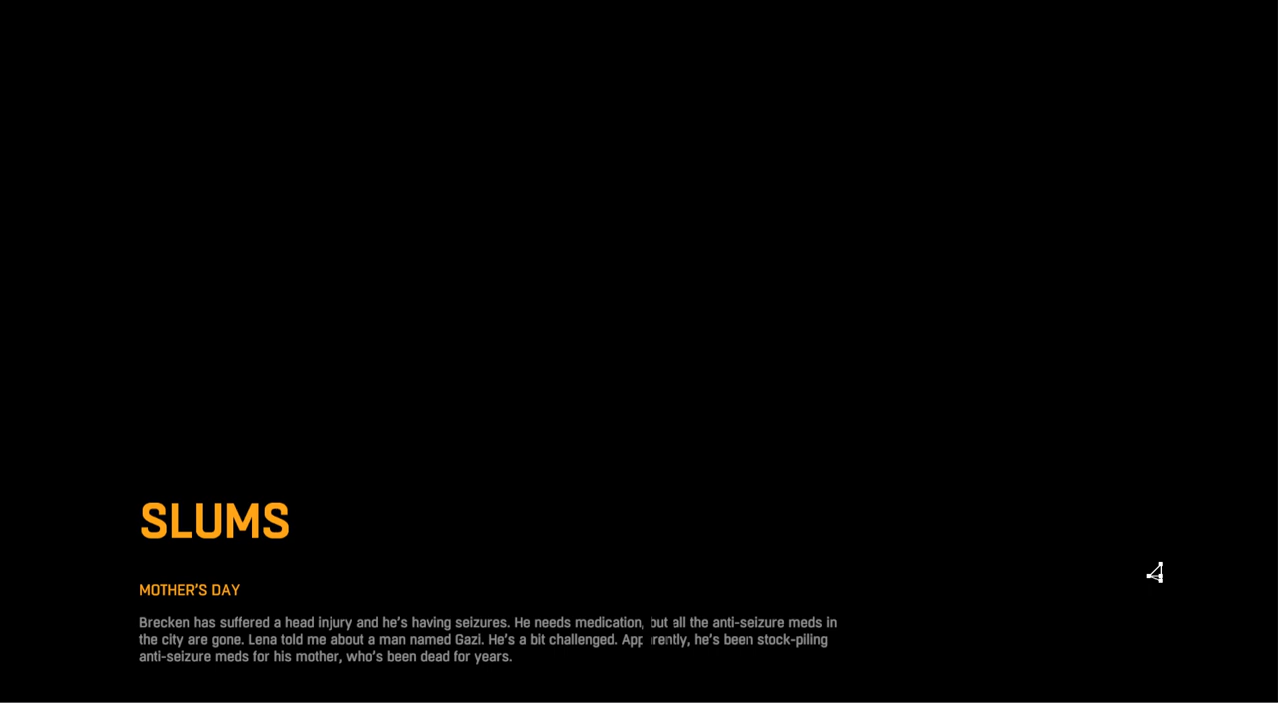 SLUMS
MOTHER'S DAY
Brecken has suffered a head injury and he's having seizures. He needs medication, but all the anti-seizure meds in
the city are gone. Lena told me about a man named Gazi. He's a bit challenged. Apparently, he's been stock-piling
anti-seizure meds for his mother, who's been dead for years.